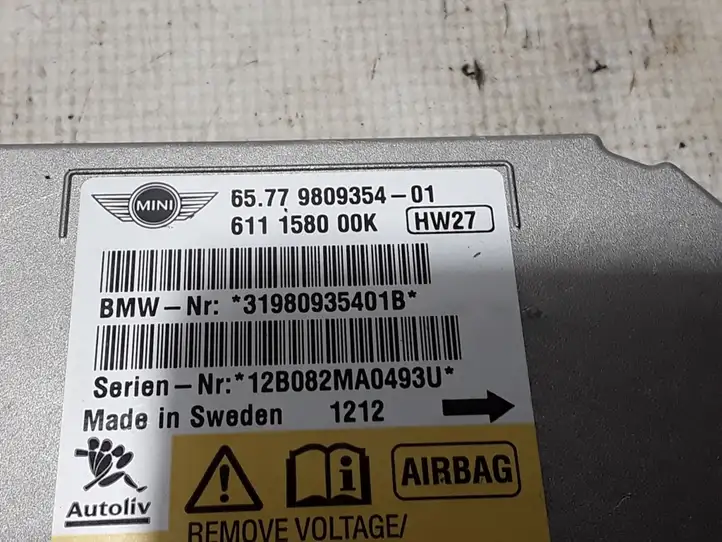 MINI
65.77 9809354-01
611 1580 00K HW27
BMW-Nr: *31980935401B*
Serien-Nr:*12B082MA0493U*
Made in Sweden 1212
Autoliv
AIRBAG
REMOVE VOLTAGE/